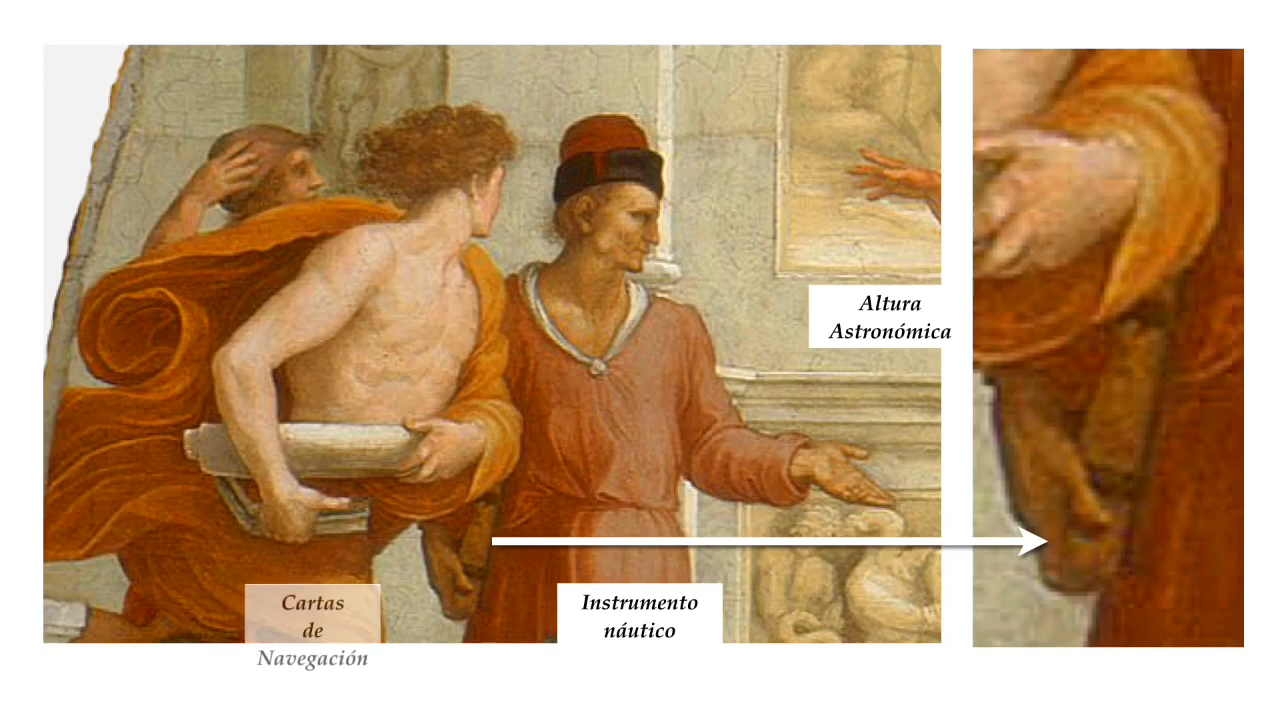 Altura
Astronómica
Cartas
de
Navegación
Instrumento
náutico